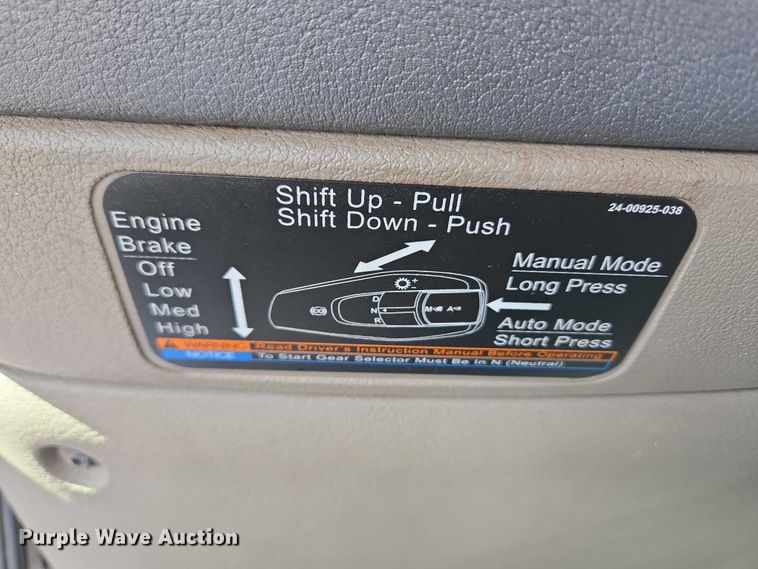 Shift Up - Pull
Shift Down - Push
24-00925-038
Engine
Brake
Off
Low
Med
High
D
N
R
M
A
Manual Mode
Long Press
Auto Mode
Short Press
WARNING Read Driver's Instruction Manual Before Operating
NOTICE To Start Gear Selector Must Be in N (Neutral)
Purple Wave Auction